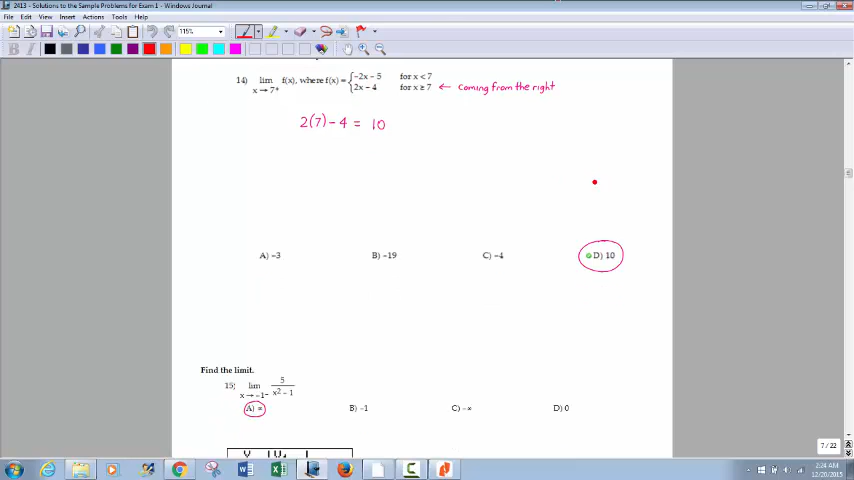 2413 - Solutions to the Sample Problems for Exam 1 - Windows Journal
File Edit View Insert Actions Tools Help
115%
B I
14) lim f(x), where f(x) = { -2x - 5 for x < 7
x → 7+ 2x - 4 for x ≥ 7 ← Coming from the right
2(7) - 4 = 10
A) -3 B) -19 C) -4 D) 10
Find the limit.
15) lim 5
x → -1- x2 - 1
A) ∞ B) -1 C) -∞ D) 0
7 / 22
2:24 AM
12/20/2015